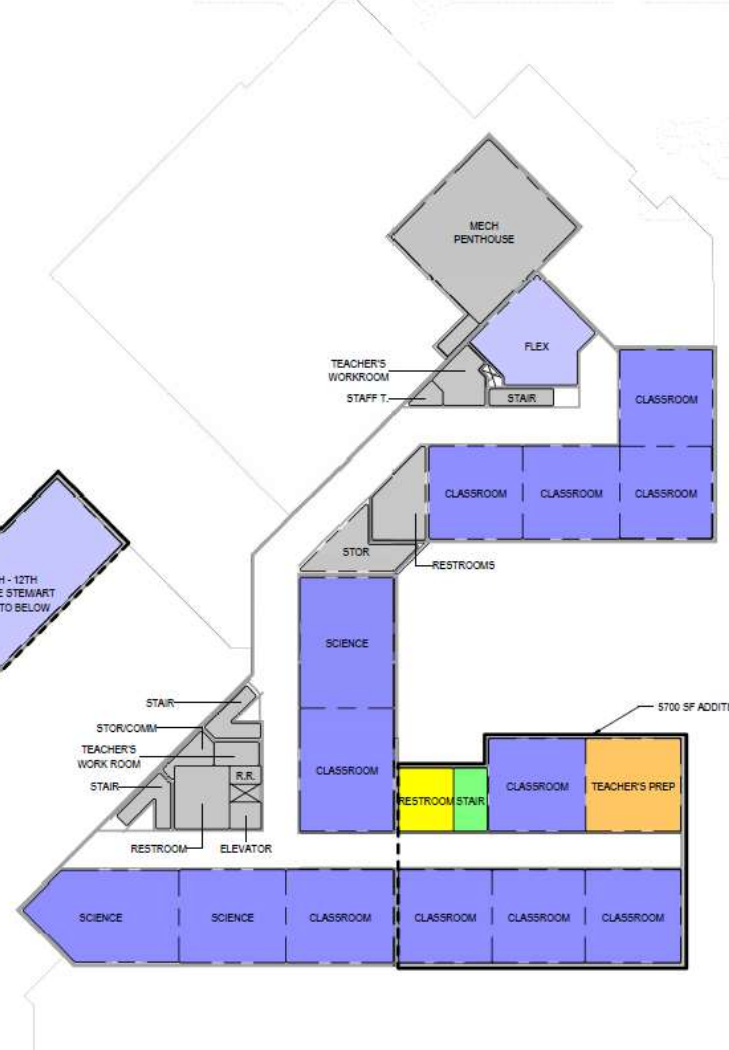 MECH
PENTHOUSE
FLEX
TEACHER'S
WORKROOM
STAFF T.
STAIR
CLASSROOM
CLASSROOM
CLASSROOM
CLASSROOM
STOR
RESTROOMS
H - 12TH
E STEM/ART
TO BELOW
SCIENCE
STAIR
STOR/COMM
TEACHER'S
WORK ROOM
STAIR
R.R.
RESTROOM
ELEVATOR
CLASSROOM
5700 SF ADDITI
RESTROOM
STAIR
CLASSROOM
TEACHER'S PREP
SCIENCE
SCIENCE
CLASSROOM
CLASSROOM
CLASSROOM
CLASSROOM